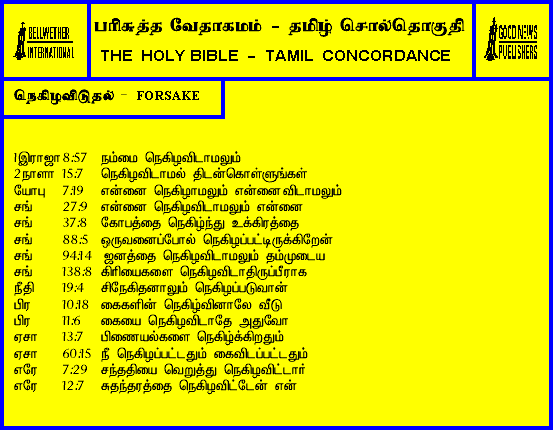 BELLWETHER
INTERNATIONAL
பரிசுத்த வேதாகமம் - தமிழ் சொல்தொகுதி
THE HOLY BIBLE - TAMIL CONCORDANCE
GOOD NEWS
PUBLISHERS
நெகிழவிடுதல் - FORSAKE
1இராஜா 8:57 நம்மை நெகிழவிடாமலும்
2நாளா 15:7 நெகிழவிடாமல் திடன்கொள்ளுங்கள்
யோபு 7:19 என்னை நெகிழாமலும் என்னைவிடாமலும்
சங் 27:9 என்னை நெகிழவிடாமலும் என்னை
சங் 37:8 கோபத்தை நெகிழ்ந்து உக்கிரத்தை
சங் 88:5 ஒருவனைப்போல் நெகிழப்பட்டிருக்கிறேன்
சங் 94:14 ஜனத்தை நெகிழவிடாமலும் தம்முடைய
சங் 138:8 கிரியைகளை நெகிழவிடாதிருப்பீராக
நீதி 19:4 சிநேகிதனாலும் நெகிழப்படுவான்
பிர 10:18 கைகளின் நெகிழ்வினாலே வீடு
பிர 11:6 கையை நெகிழவிடாதே அதுவோ
ஏசா 13:7 பிணையல்களை நெகிழ்க்கிறதும்
ஏசா 60:15 நீ நெகிழப்பட்டதும் கைவிடப்பட்டதும்
எரே 7:29 சந்ததியை வெறுத்து நெகிழவிட்டார்
எரே 12:7 சுதந்தரத்தை நெகிழவிட்டேன் என்